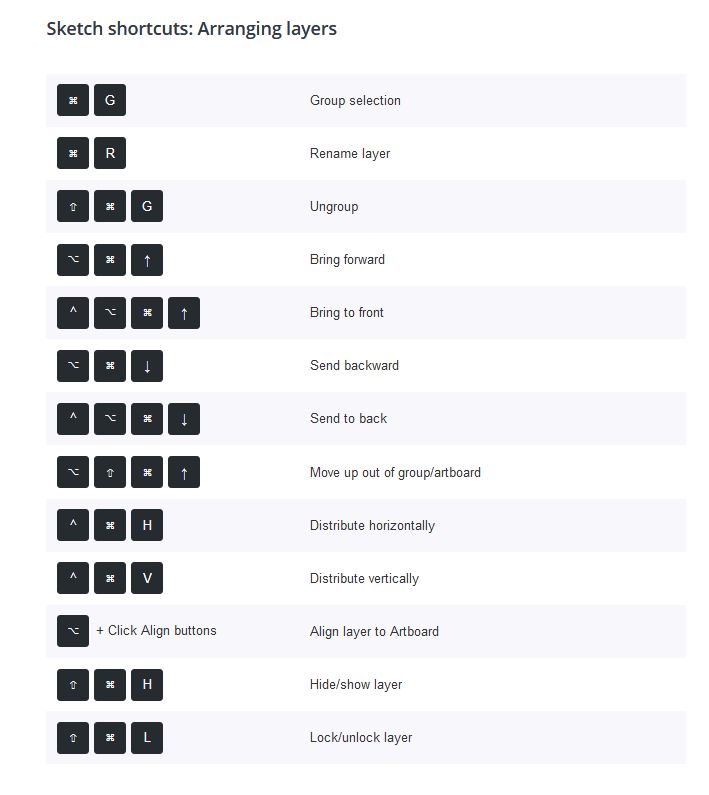 Sketch shortcuts: Arranging layers
⌘ G Group selection
⌘ R Rename layer
⇧ ⌘ G Ungroup
⌥ ⌘ ↑ Bring forward
^ ⌥ ⌘ ↑ Bring to front
⌥ ⌘ ↓ Send backward
^ ⌥ ⌘ ↓ Send to back
⌥ ⇧ ⌘ ↑ Move up out of group/artboard
^ ⌘ H Distribute horizontally
^ ⌘ V Distribute vertically
⌥ + Click Align buttons Align layer to Artboard
⇧ ⌘ H Hide/show layer
⇧ ⌘ L Lock/unlock layer